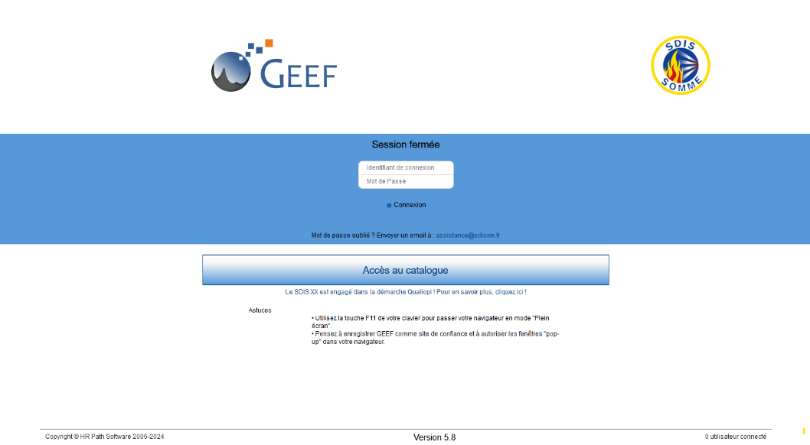 GEEF
SDIS
SOMME
Session fermée
Identifiant de connexion
Mot de Passe
Connexion
Mot de passe oublié ? Envoyer un email à : assistance@sdisxx.fr
Accès au catalogue
Le SDIS XX est engagé dans la démarche Qualiopi ! Pour en savoir plus, cliquez ici !
Astuces
• Utilisez la touche F11 de votre clavier pour passer votre navigateur en mode "Plein
écran".
• Pensez à enregistrer GEEF comme site de confiance et à autoriser les fenêtres "pop-
up" dans votre navigateur.
Copyright © HR Path Software 2006-2024
Version 5.8
0 utilisateur connecté